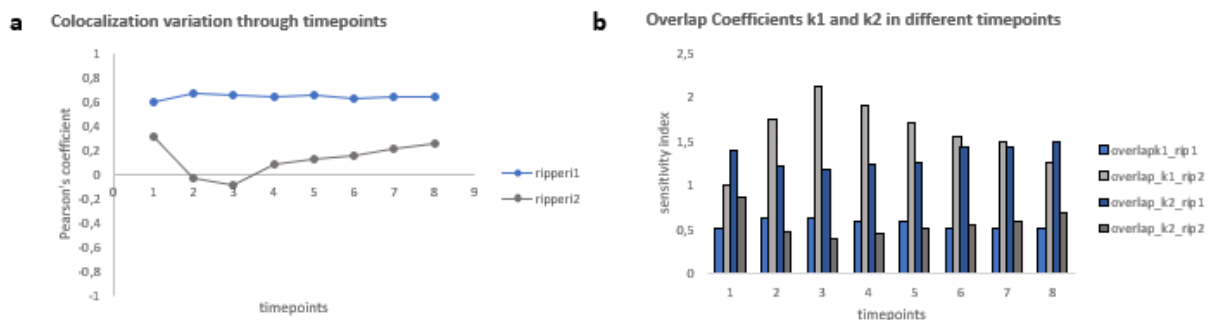 a
Colocalization variation through timepoints
Pearson's coefficient
1
0,8
0,6
0,4
0,2
0
-0,2
-0,4
-0,6
-0,8
-1
0 1 2 3 4 5 6 7 8 9
timepoints
ripperi1
ripperi2
b
Overlap Coefficients k1 and k2 in different timepoints
sensitivity index
2,5
2
1,5
1
0,5
0
1 2 3 4 5 6 7 8
timepoints
overlapk1_rip1
overlap_k1_rip2
overlap_k2_rip1
overlap_k2_rip2